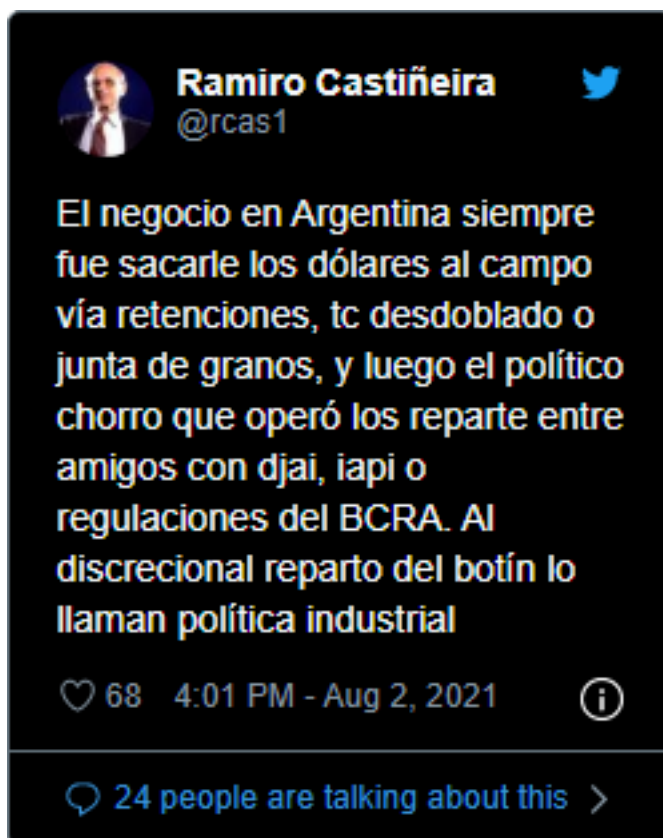 Ramiro Castiñeira
@rcas1
El negocio en Argentina siempre
fue sacarle los dólares al campo
vía retenciones, tc desdoblado o
junta de granos, y luego el político
chorro que operó los reparte entre
amigos con djai, iapi o
regulaciones del BCRA. Al
discrecional reparto del botín lo
llaman política industrial
68 4:01 PM - Aug 2, 2021
24 people are talking about this